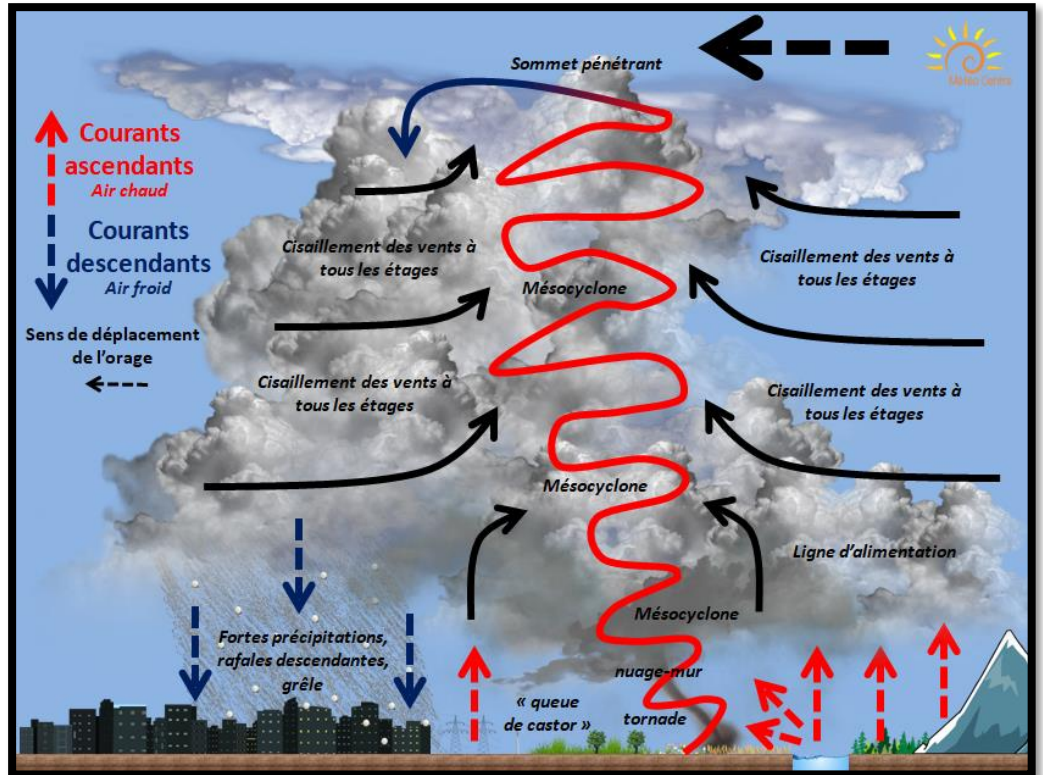 Sommet pénétrant
Météo Centre
Courants
ascendants
Air chaud
Courants
descendants
Air froid
Sens de déplacement
de l'orage
Cisaillement des vents à
tous les étages
Cisaillement des vents à
tous les étages
Mésocyclone
Cisaillement des vents à
tous les étages
Cisaillement des vents à
tous les étages
Mésocyclone
Ligne d'alimentation
Mésocyclone
Fortes précipitations,
rafales descendantes,
grêle
nuage-mur
« queue
de castor »
tornade